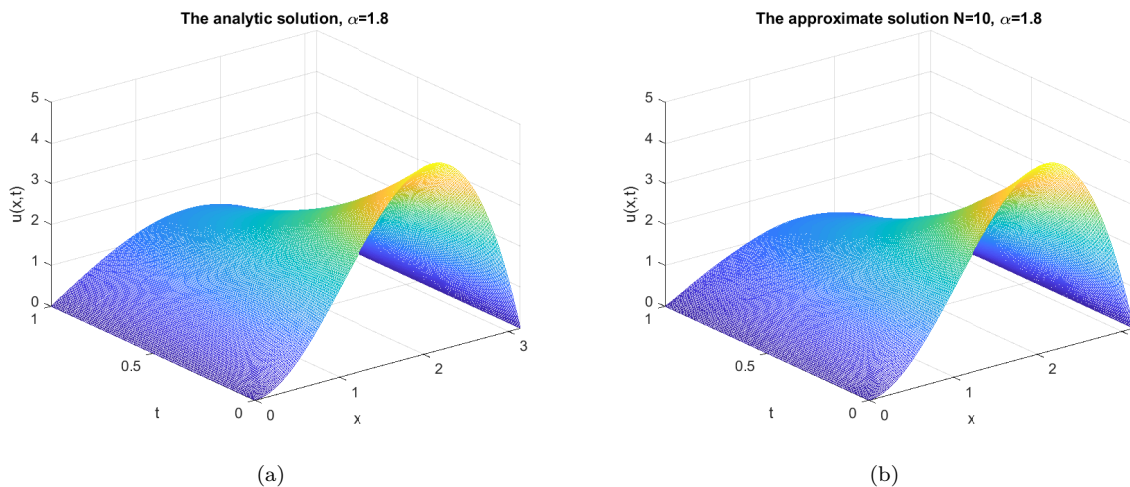 The analytic solution, α=1.8
5
4
3
2
1
0
u(x,t)
1
0.5
0
t
0
1
2
3
x
(a)
The approximate solution N=10, α=1.8
5
4
3
2
1
0
u(x,t)
1
0.5
0
t
0
1
2
x
(b)